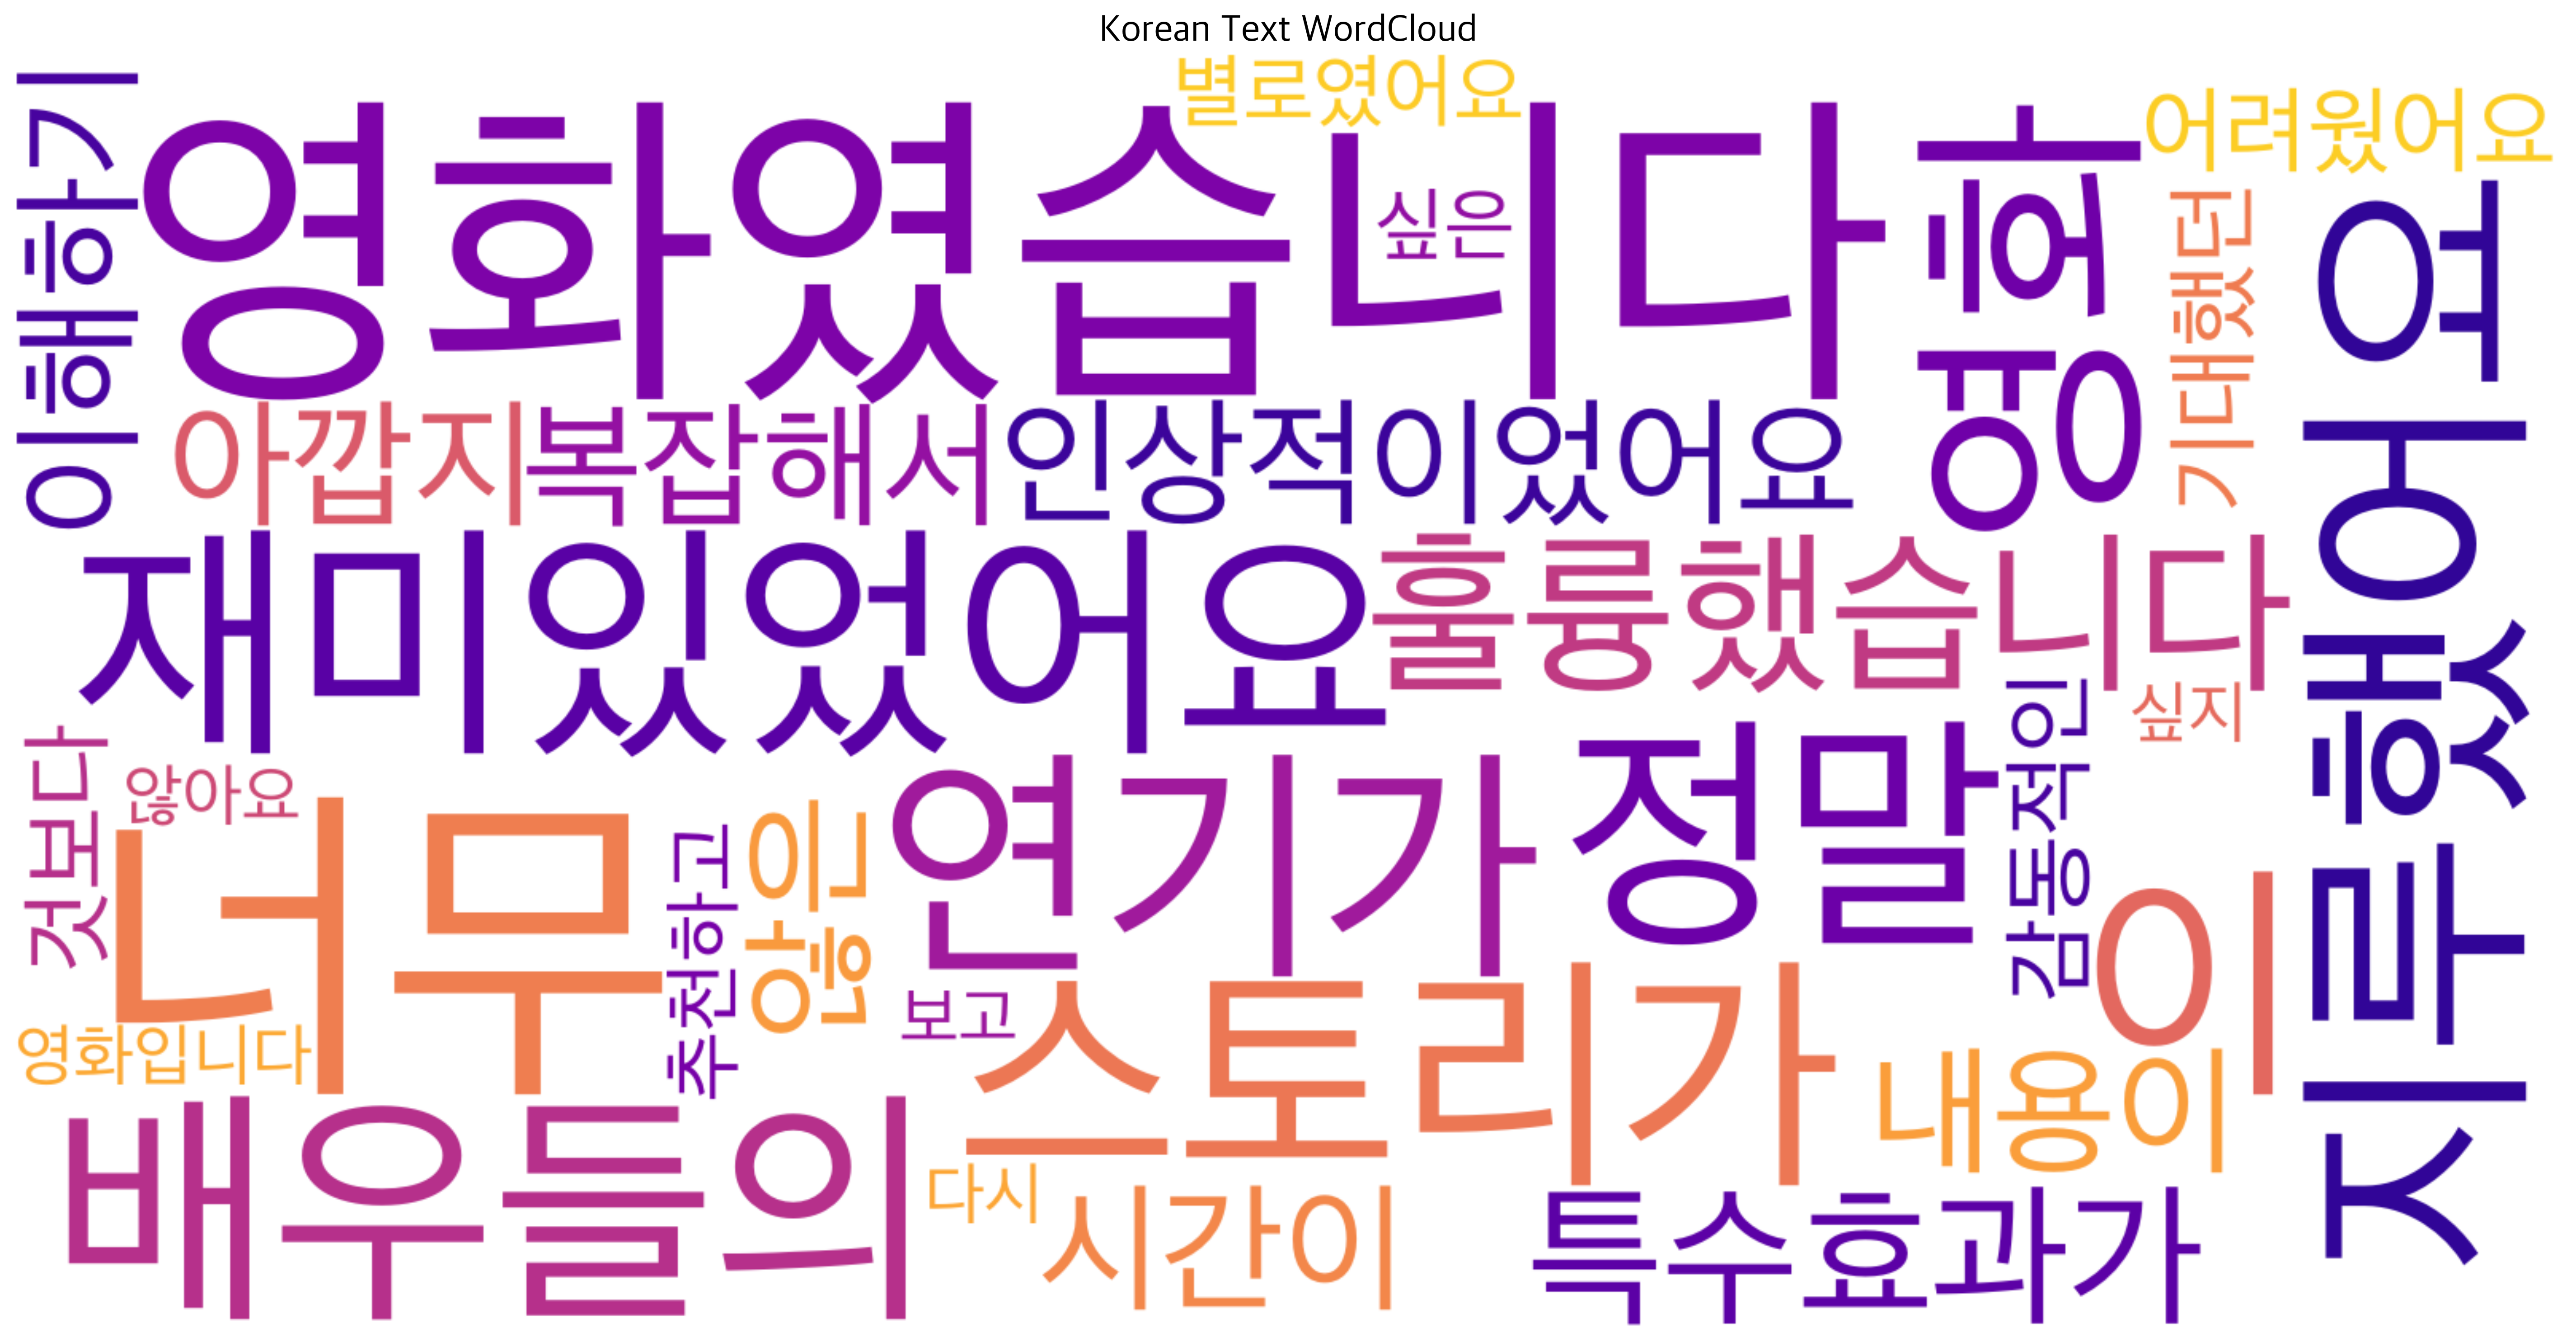 Korean Text WordCloud
별로였어요
어려웠어요
이해하기
영화였습니다
싶은
영화
기대했던
지루했어요
아깝지
복잡해서
인상적이었어요
재미있었어요
훌륭했습니다
싶지
것보다
않아요
너무
추천하고
연기가
정말
감동적인
이
영화입니다
보고
스토리가
내용이
배우들의
다시
시간이
특수효과가